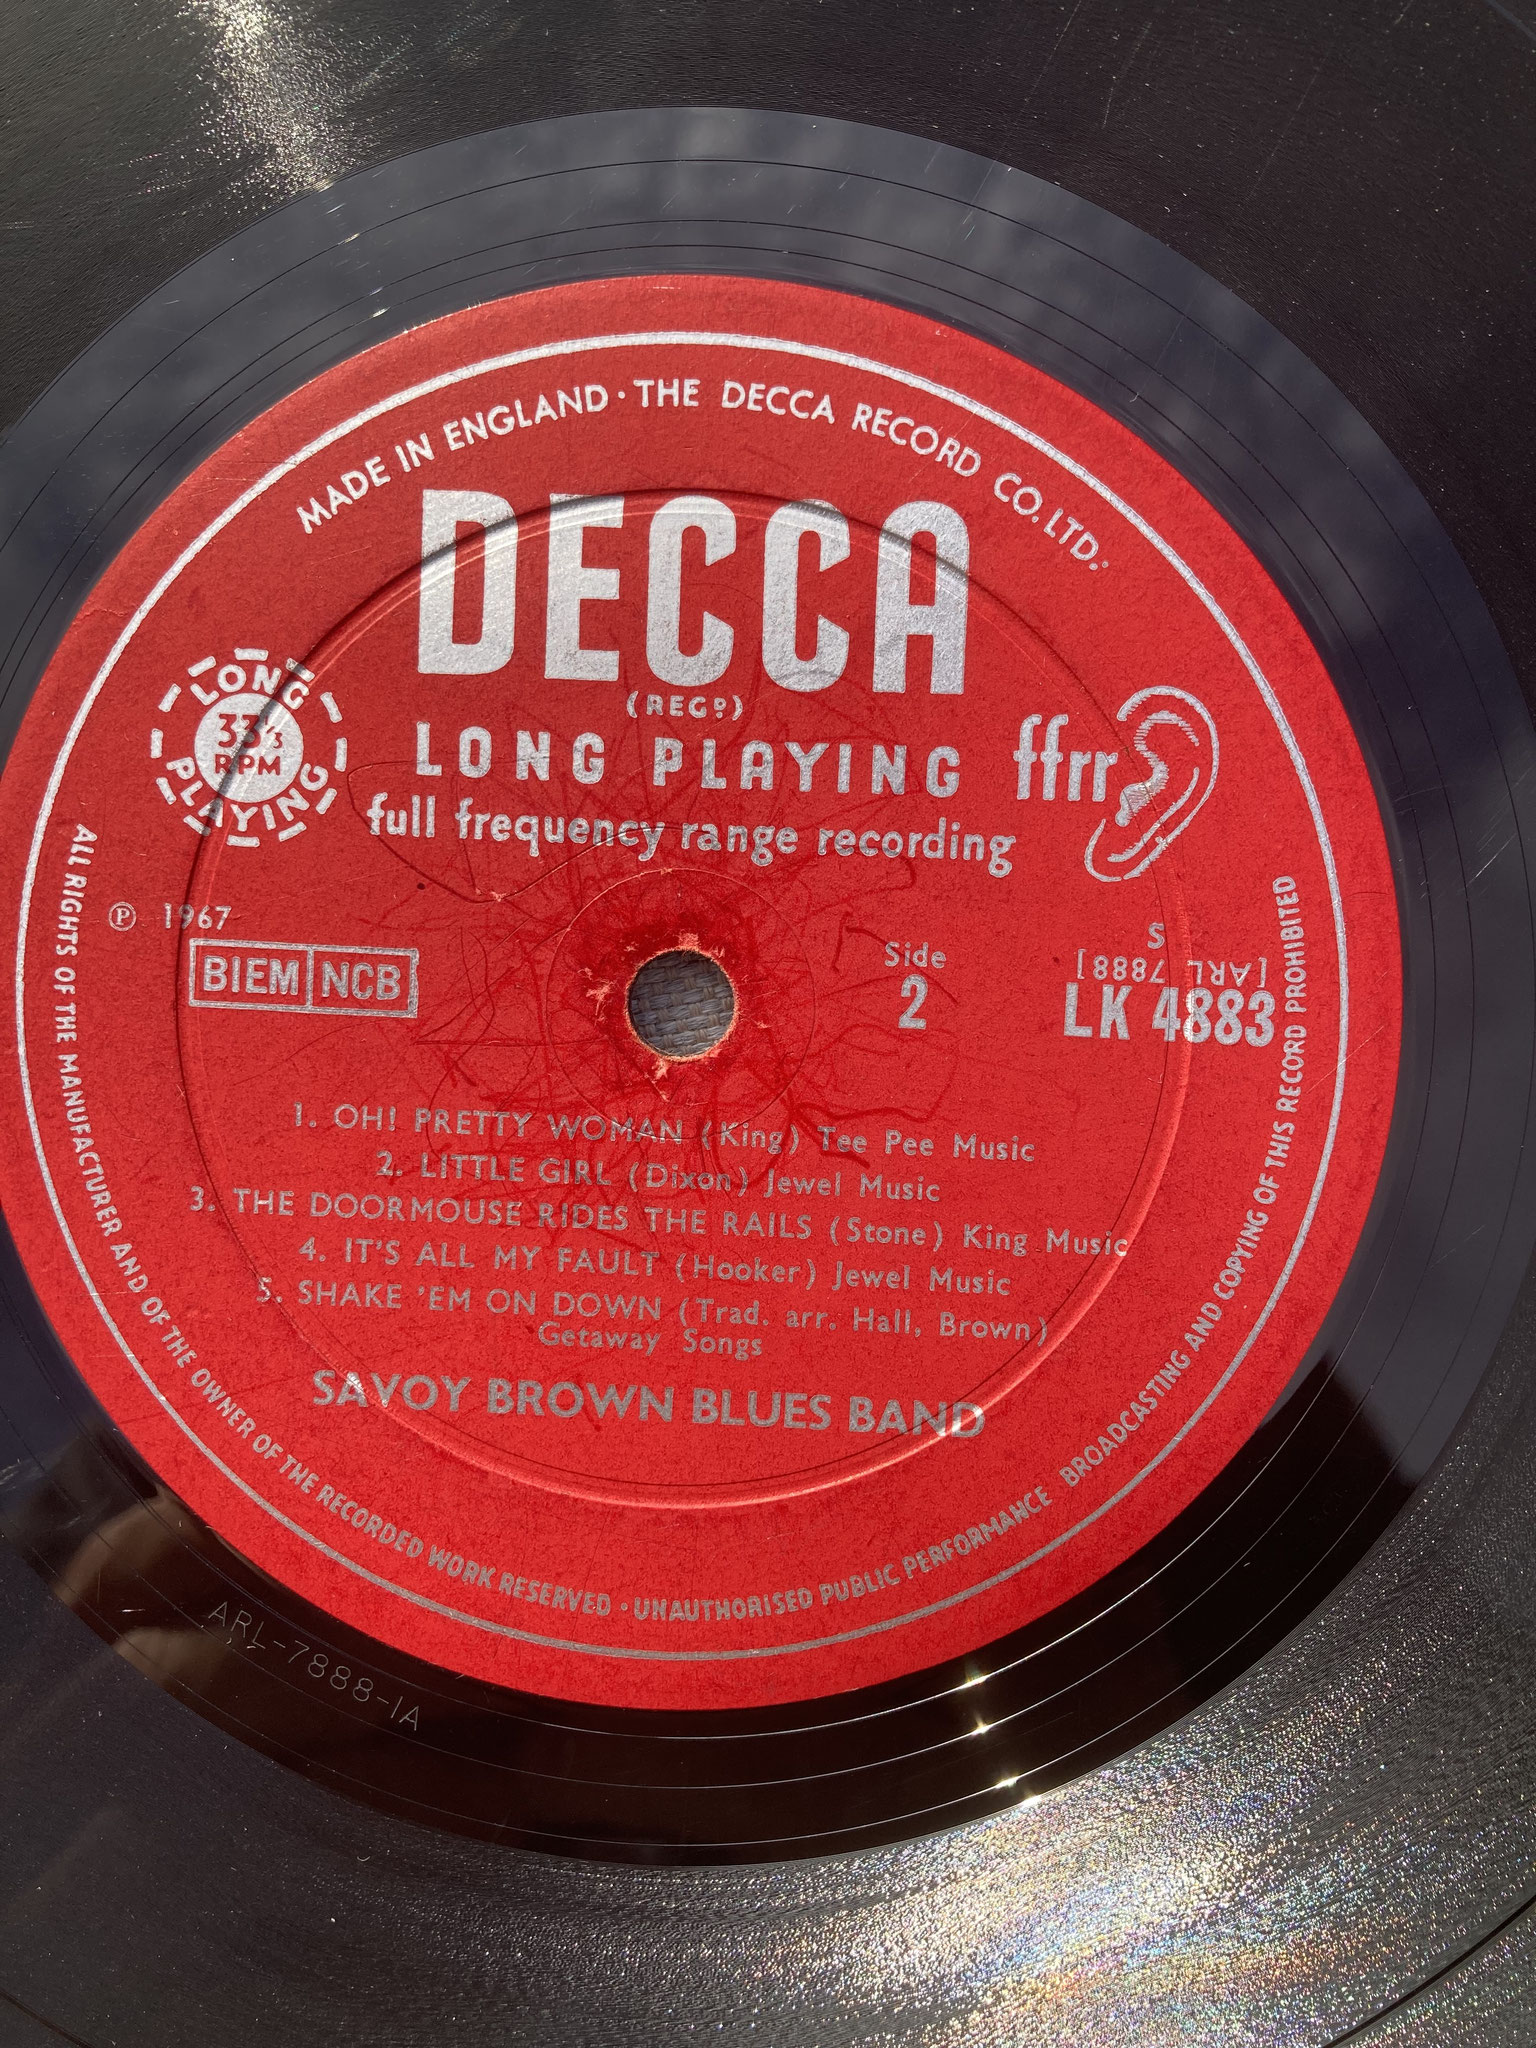 MADE IN ENGLAND · THE DECCA RECORD CO. LTD.
DECCA
(REGD)
LONG PLAYING
33⅓
RPM
LONG PLAYING
ffrr
full frequency range recording
℗ 1967
BIEM NCB
Side
2
S
[ARL 7888]
LK 4883
1. OH! PRETTY WOMAN (King) Tee Pee Music
2. LITTLE GIRL (Dixon) Jewel Music
3. THE DOORMOUSE RIDES THE RAILS (Stone) King Music
4. IT'S ALL MY FAULT (Hooker) Jewel Music
5. SHAKE 'EM ON DOWN (Trad. arr. Hall, Brown)
Getaway Songs
SAVOY BROWN BLUES BAND
ALL RIGHTS OF THE MANUFACTURER AND OF THE OWNER OF THE RECORDED WORK RESERVED · UNAUTHORISED PUBLIC PERFORMANCE BROADCASTING AND COPYING OF THIS RECORD PROHIBITED
ARL-7888-1A